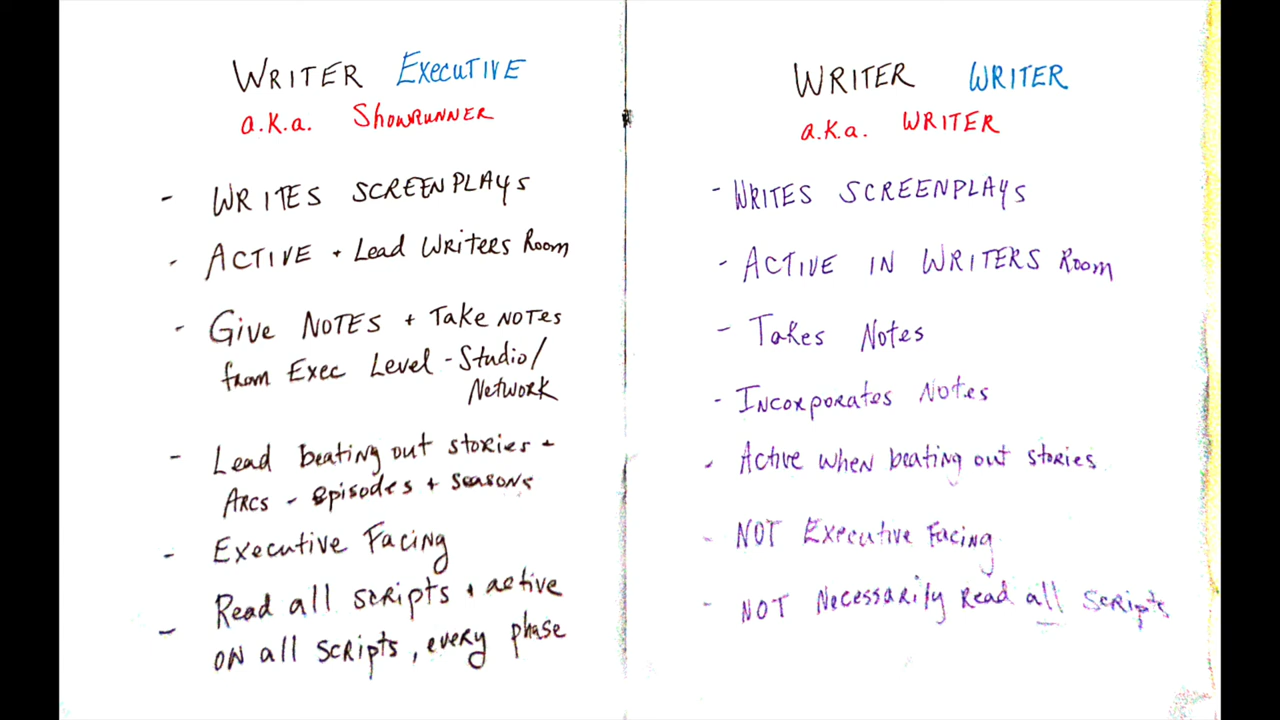 WRITER EXECUTIVE
a.k.a. SHOWRUNNER
- WRITES SCREENPLAYS
- ACTIVE + Lead WRITERS Room
- Give NOTES + Take NOTES
from Exec Level - Studio/
Network
- Lead beating out stories +
ARCS - episodes + seasons
- Executive Facing
- Read all scripts + active
ON all scripts, every phase
WRITER WRITER
a.k.a. WRITER
- WRITES SCREENPLAYS
- ACTIVE IN WRITERS Room
- Takes Notes
- INCORPORATES NOTES
- Active when beating out stories
- NOT Executive Facing
- NOT Necessarily Read all scripts